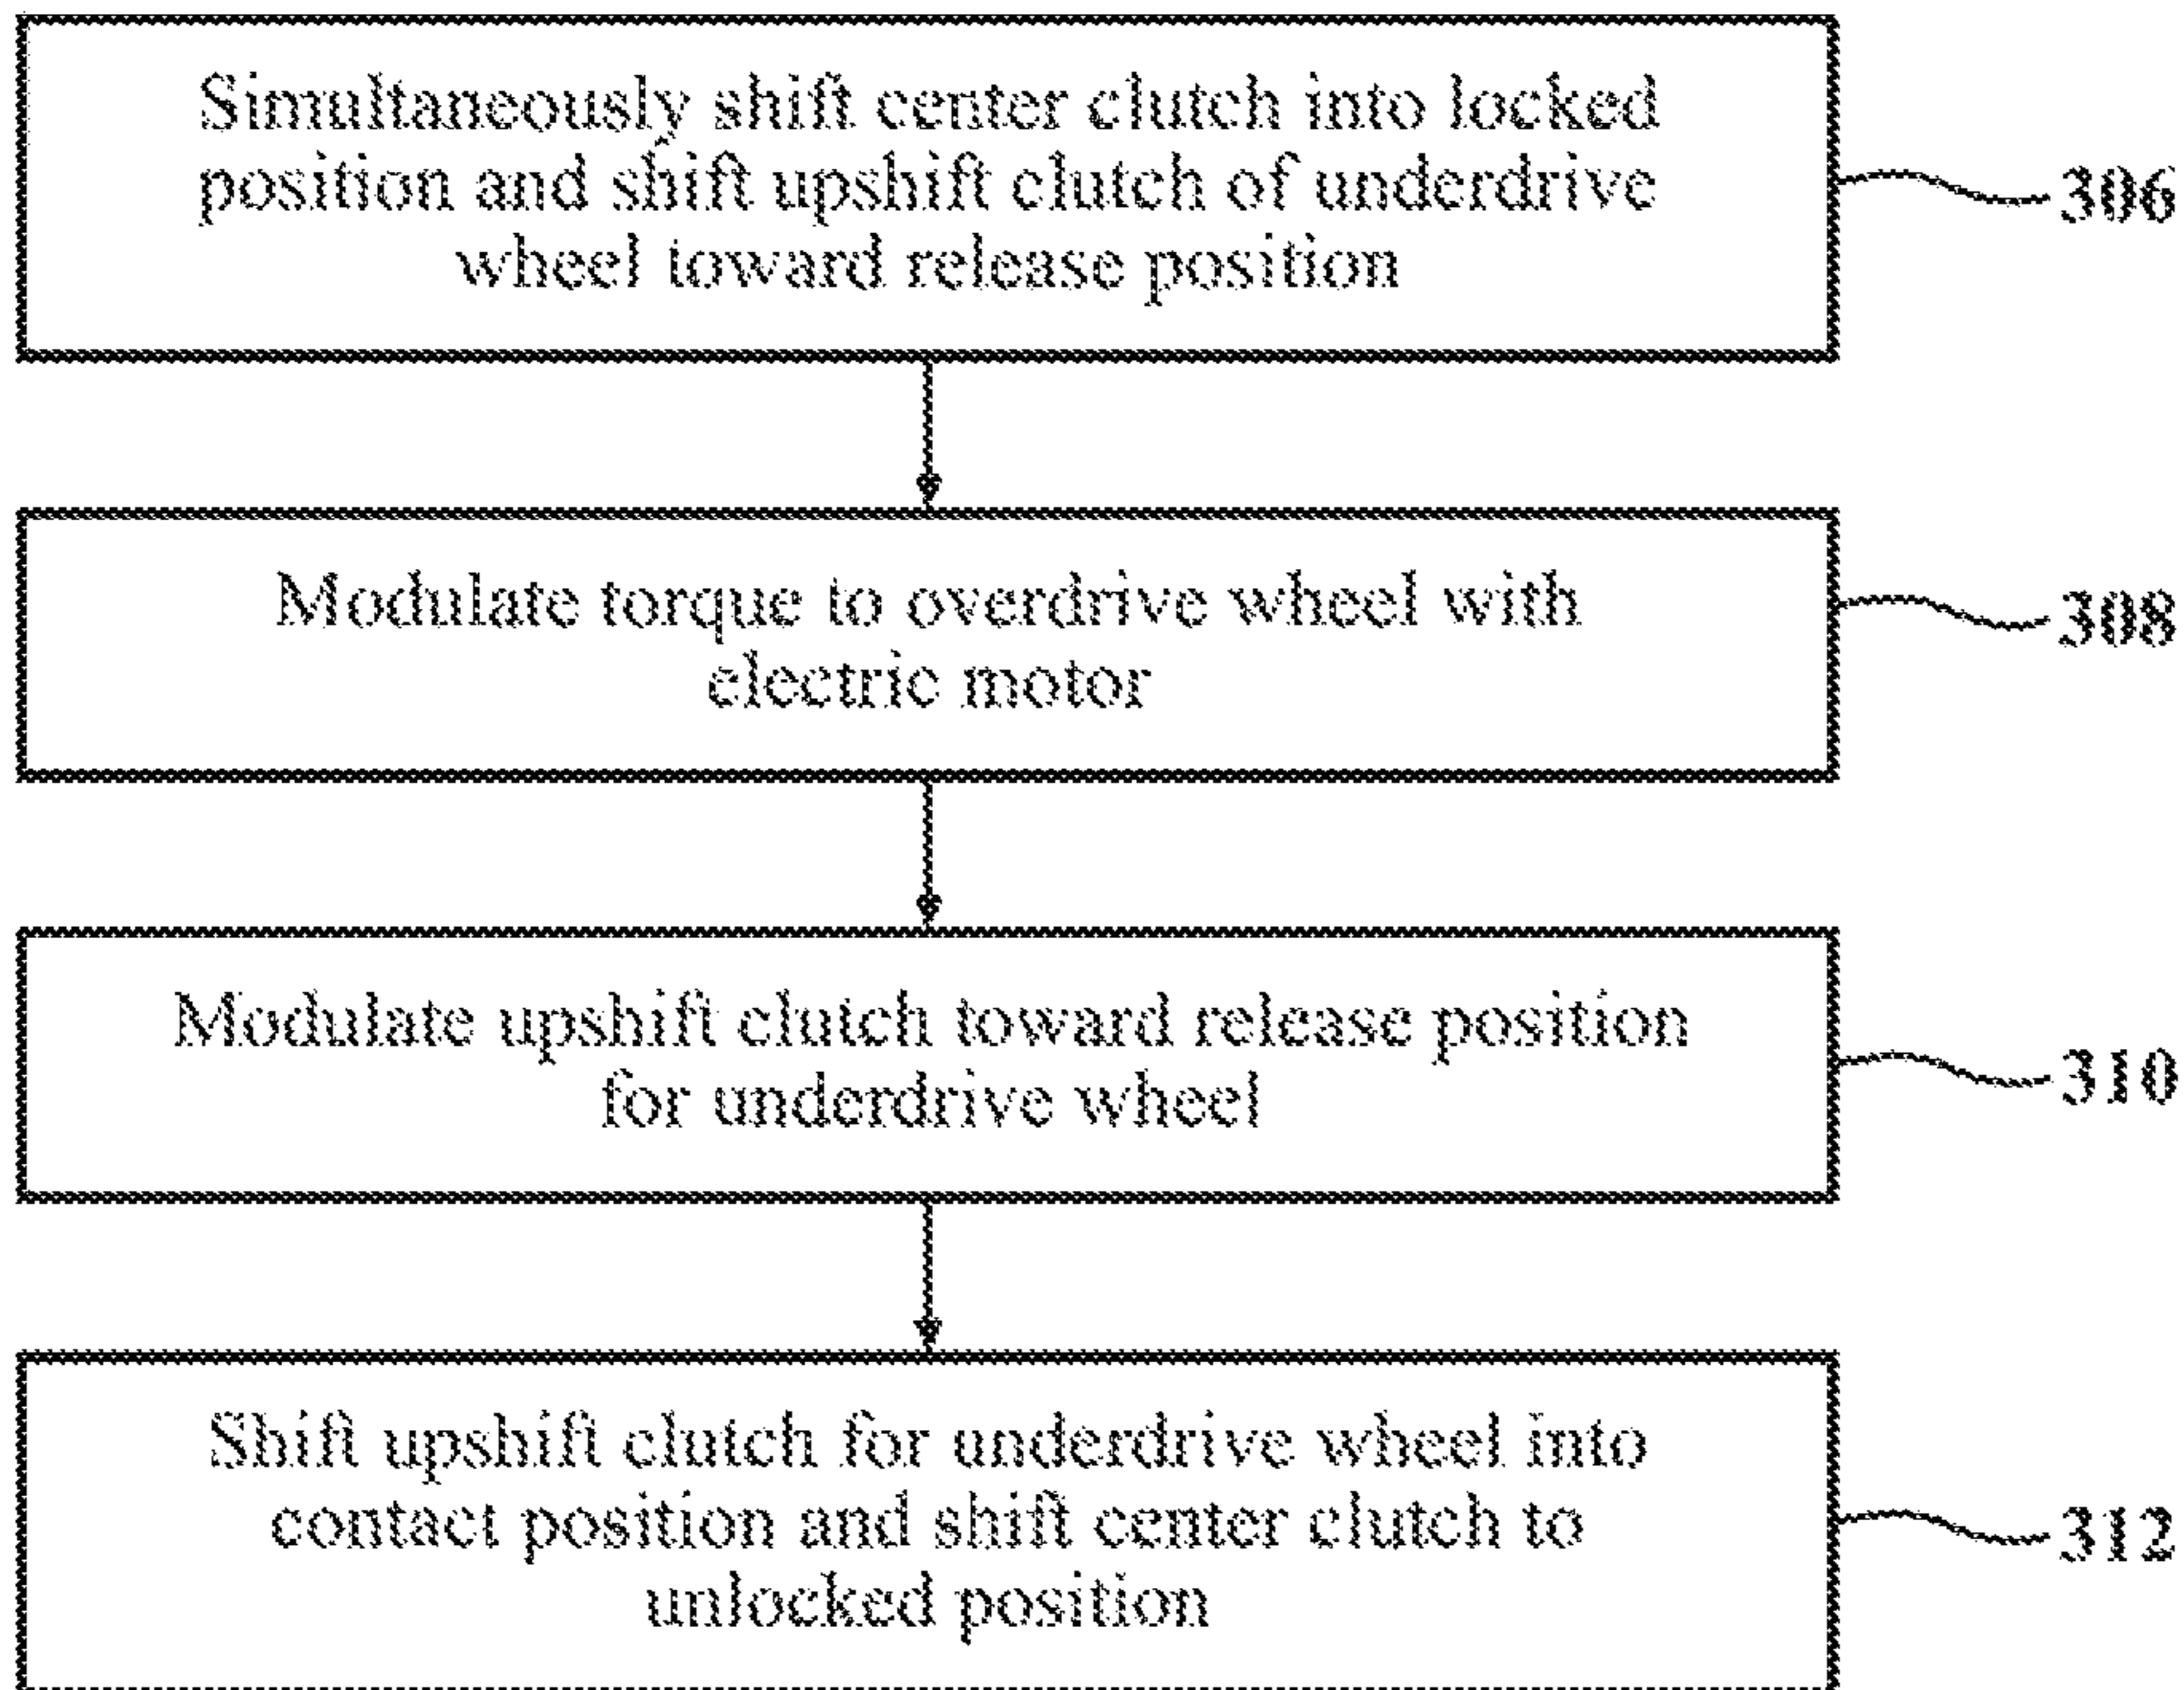 Simultaneously shift center clutch into locked
position and shift upshift clutch of underdrive
wheel toward release position
306
Modulate torque to overdrive wheel with
electric motor
308
Modulate upshift clutch toward release position
for underdrive wheel
310
Shift upshift clutch for underdrive wheel into
contact position and shift center clutch to
unlocked position
312